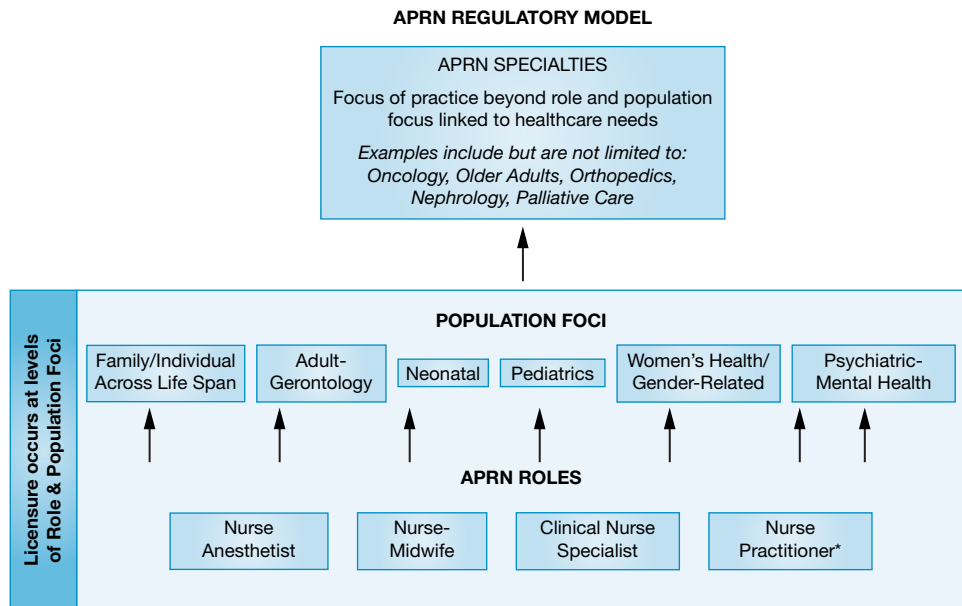 APRN REGULATORY MODEL
APRN SPECIALTIES
Focus of practice beyond role and population
focus linked to healthcare needs
Examples include but are not limited to:
Oncology, Older Adults, Orthopedics,
Nephrology, Palliative Care
Licensure occurs at levels
of Role & Population Foci
POPULATION FOCI
Family/Individual
Across Life Span
Adult-
Gerontology
Neonatal
Pediatrics
Women's Health/
Gender-Related
Psychiatric-
Mental Health
APRN ROLES
Nurse
Anesthetist
Nurse-
Midwife
Clinical Nurse
Specialist
Nurse
Practitioner*